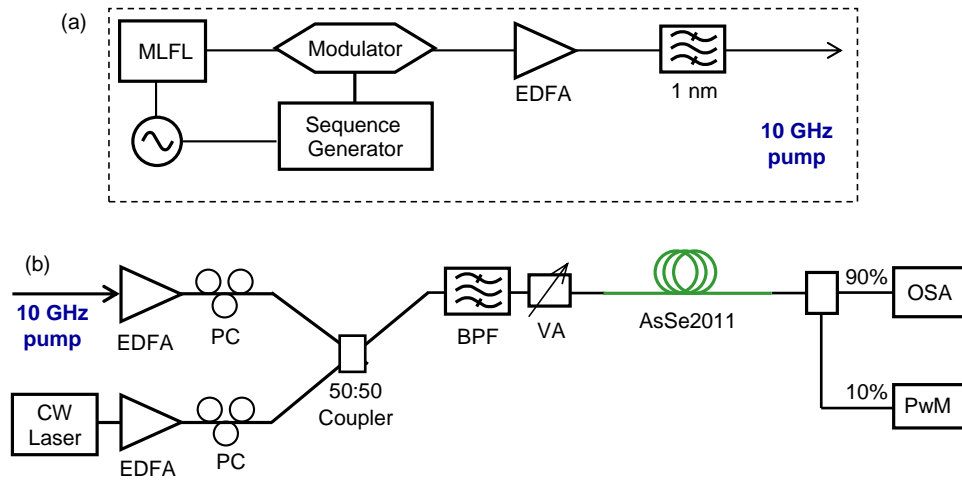 (a)
MLFL
Modulator
EDFA
1 nm
Sequence
Generator
10 GHz
pump
(b)
10 GHz
pump
EDFA
PC
CW
Laser
EDFA
PC
50:50
Coupler
BPF
VA
AsSe2011
90%
OSA
10%
PwM